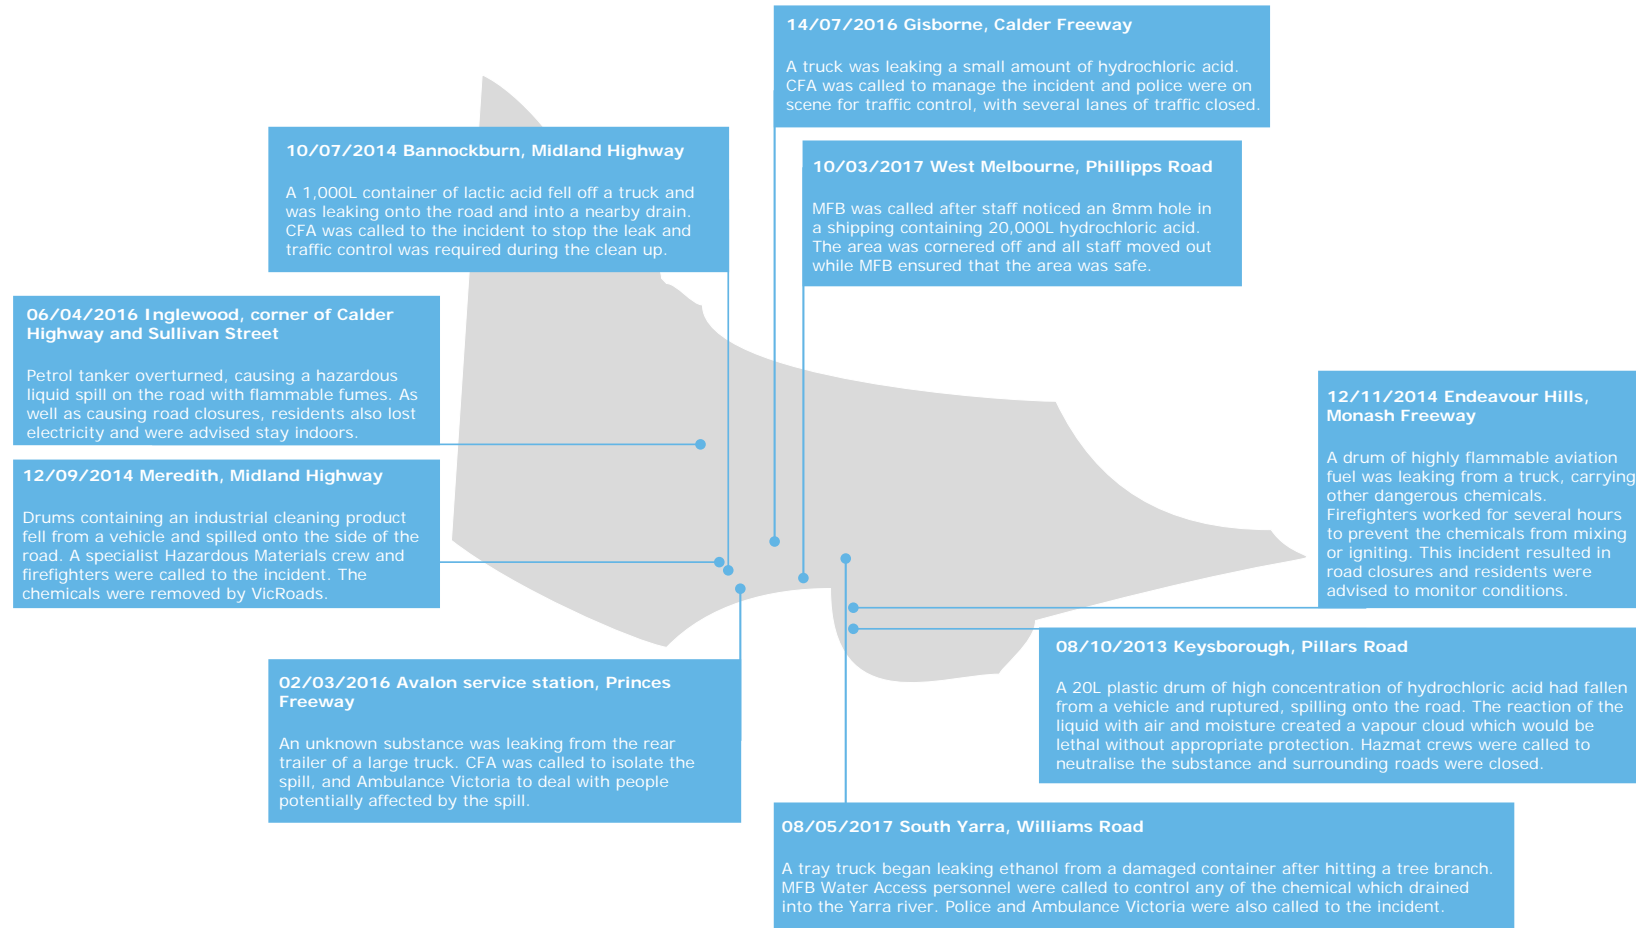 14/07/2016 Gisborne, Calder Freeway
A truck was leaking a small amount of hydrochloric acid.
CFA was called to manage the incident and police were on
scene for traffic control, with several lanes of traffic closed.
10/07/2014 Bannockburn, Midland Highway
A 1,000L container of lactic acid fell off a truck and
was leaking onto the road and into a nearby drain.
CFA was called to the incident to stop the leak and
traffic control was required during the clean up.
10/03/2017 West Melbourne, Phillipps Road
MFB was called after staff noticed an 8mm hole in
a shipping containing 20,000L hydrochloric acid.
The area was cornered off and all staff moved out
while MFB ensured that the area was safe.
06/04/2016 Inglewood, corner of Calder
Highway and Sullivan Street
Petrol tanker overturned, causing a hazardous
liquid spill on the road with flammable fumes. As
well as causing road closures, residents also lost
electricity and were advised stay indoors.
12/11/2014 Endeavour Hills,
Monash Freeway
A drum of highly flammable aviation
fuel was leaking from a truck, carrying
other dangerous chemicals.
Firefighters worked for several hours
to prevent the chemicals from mixing
or igniting. This incident resulted in
road closures and residents were
advised to monitor conditions.
12/09/2014 Meredith, Midland Highway
Drums containing an industrial cleaning product
fell from a vehicle and spilled onto the side of the
road. A specialist Hazardous Materials crew and
firefighters were called to the incident. The
chemicals were removed by VicRoads.
08/10/2013 Keysborough, Pillars Road
A 20L plastic drum of high concentration of hydrochloric acid had fallen
from a vehicle and ruptured, spilling onto the road. The reaction of the
liquid with air and moisture created a vapour cloud which would be
lethal without appropriate protection. Hazmat crews were called to
neutralise the substance and surrounding roads were closed.
02/03/2016 Avalon service station, Princes
Freeway
An unknown substance was leaking from the rear
trailer of a large truck. CFA was called to isolate the
spill, and Ambulance Victoria to deal with people
potentially affected by the spill.
08/05/2017 South Yarra, Williams Road
A tray truck began leaking ethanol from a damaged container after hitting a tree branch.
MFB Water Access personnel were called to control any of the chemical which drained
into the Yarra river. Police and Ambulance Victoria were also called to the incident.